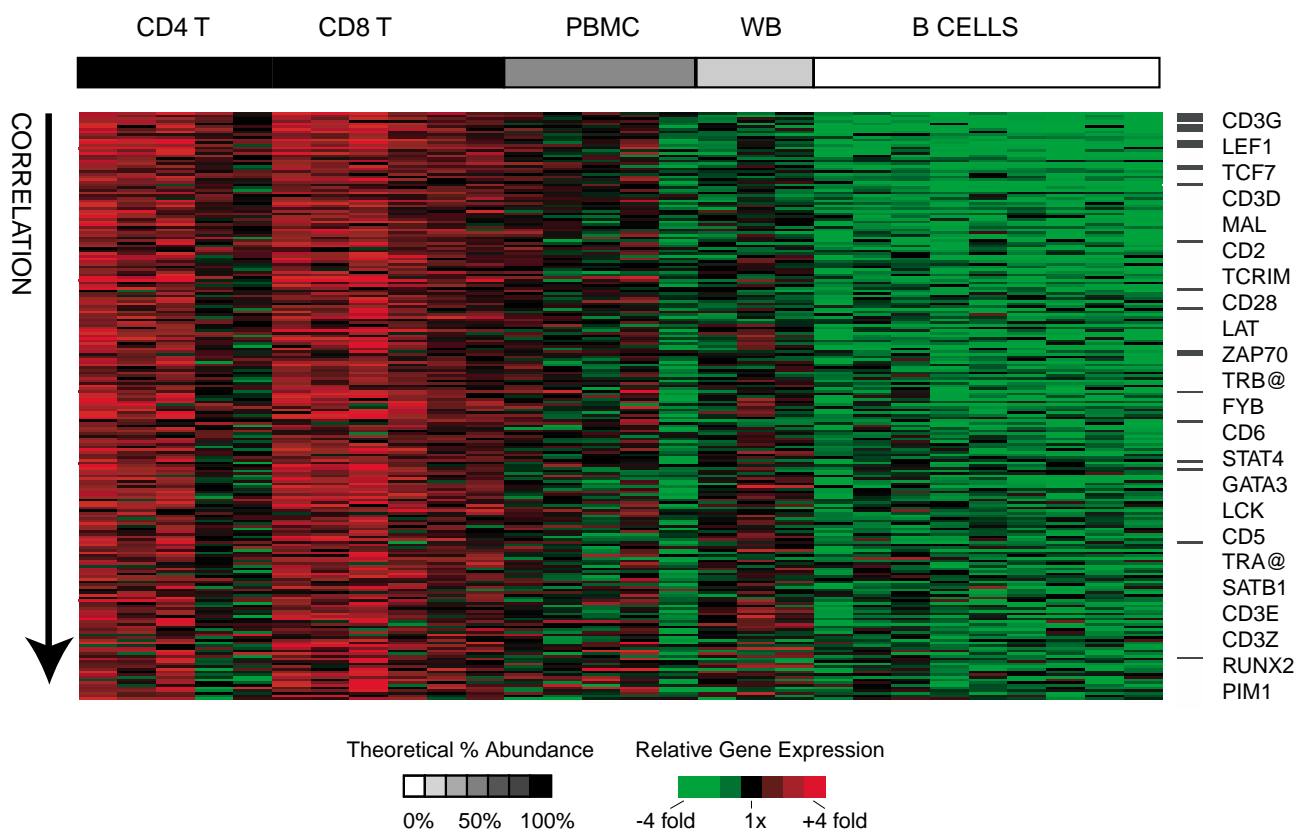 CD4 T CD8 T PBMC WB B CELLS
CORRELATION
CD3G
LEF1
TCF7
CD3D
MAL
CD2
TCRIM
CD28
LAT
ZAP70
TRB@
FYB
CD6
STAT4
GATA3
LCK
CD5
TRA@
SATB1
CD3E
CD3Z
RUNX2
PIM1
Theoretical % Abundance Relative Gene Expression
0% 50% 100% -4 fold 1x +4 fold